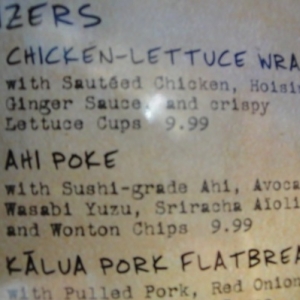 IZERS
CHICKEN-LETTUCE WRA
with Sautéed Chicken, Hoisi
Ginger Sauce, and crispy
Lettuce Cups 9.99
AHI POKE
with Sushi-grade Ahi, Avoca
Wasabi Yuzu, Sriracha Aioli
and Wonton Chips 9.99
KĀLUA PORK FLATBREA
with Pulled Pork, Red Onion